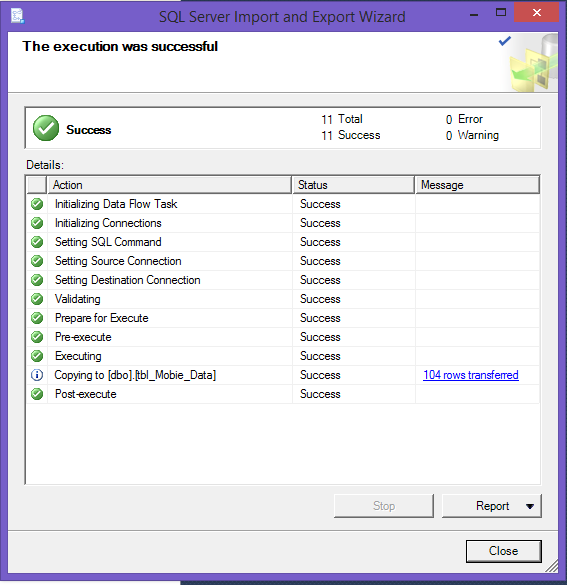 SQL Server Import and Export Wizard
The execution was successful
Success
11 Total
0 Error
11 Success
0 Warning
Details:
Action Status Message
Initializing Data Flow Task Success
Initializing Connections Success
Setting SQL Command Success
Setting Source Connection Success
Setting Destination Connection Success
Validating Success
Prepare for Execute Success
Pre-execute Success
Executing Success
Copying to [dbo].[tbl_Mobie_Data] Success 104 rows transferred
Post-execute Success
Stop Report
Close